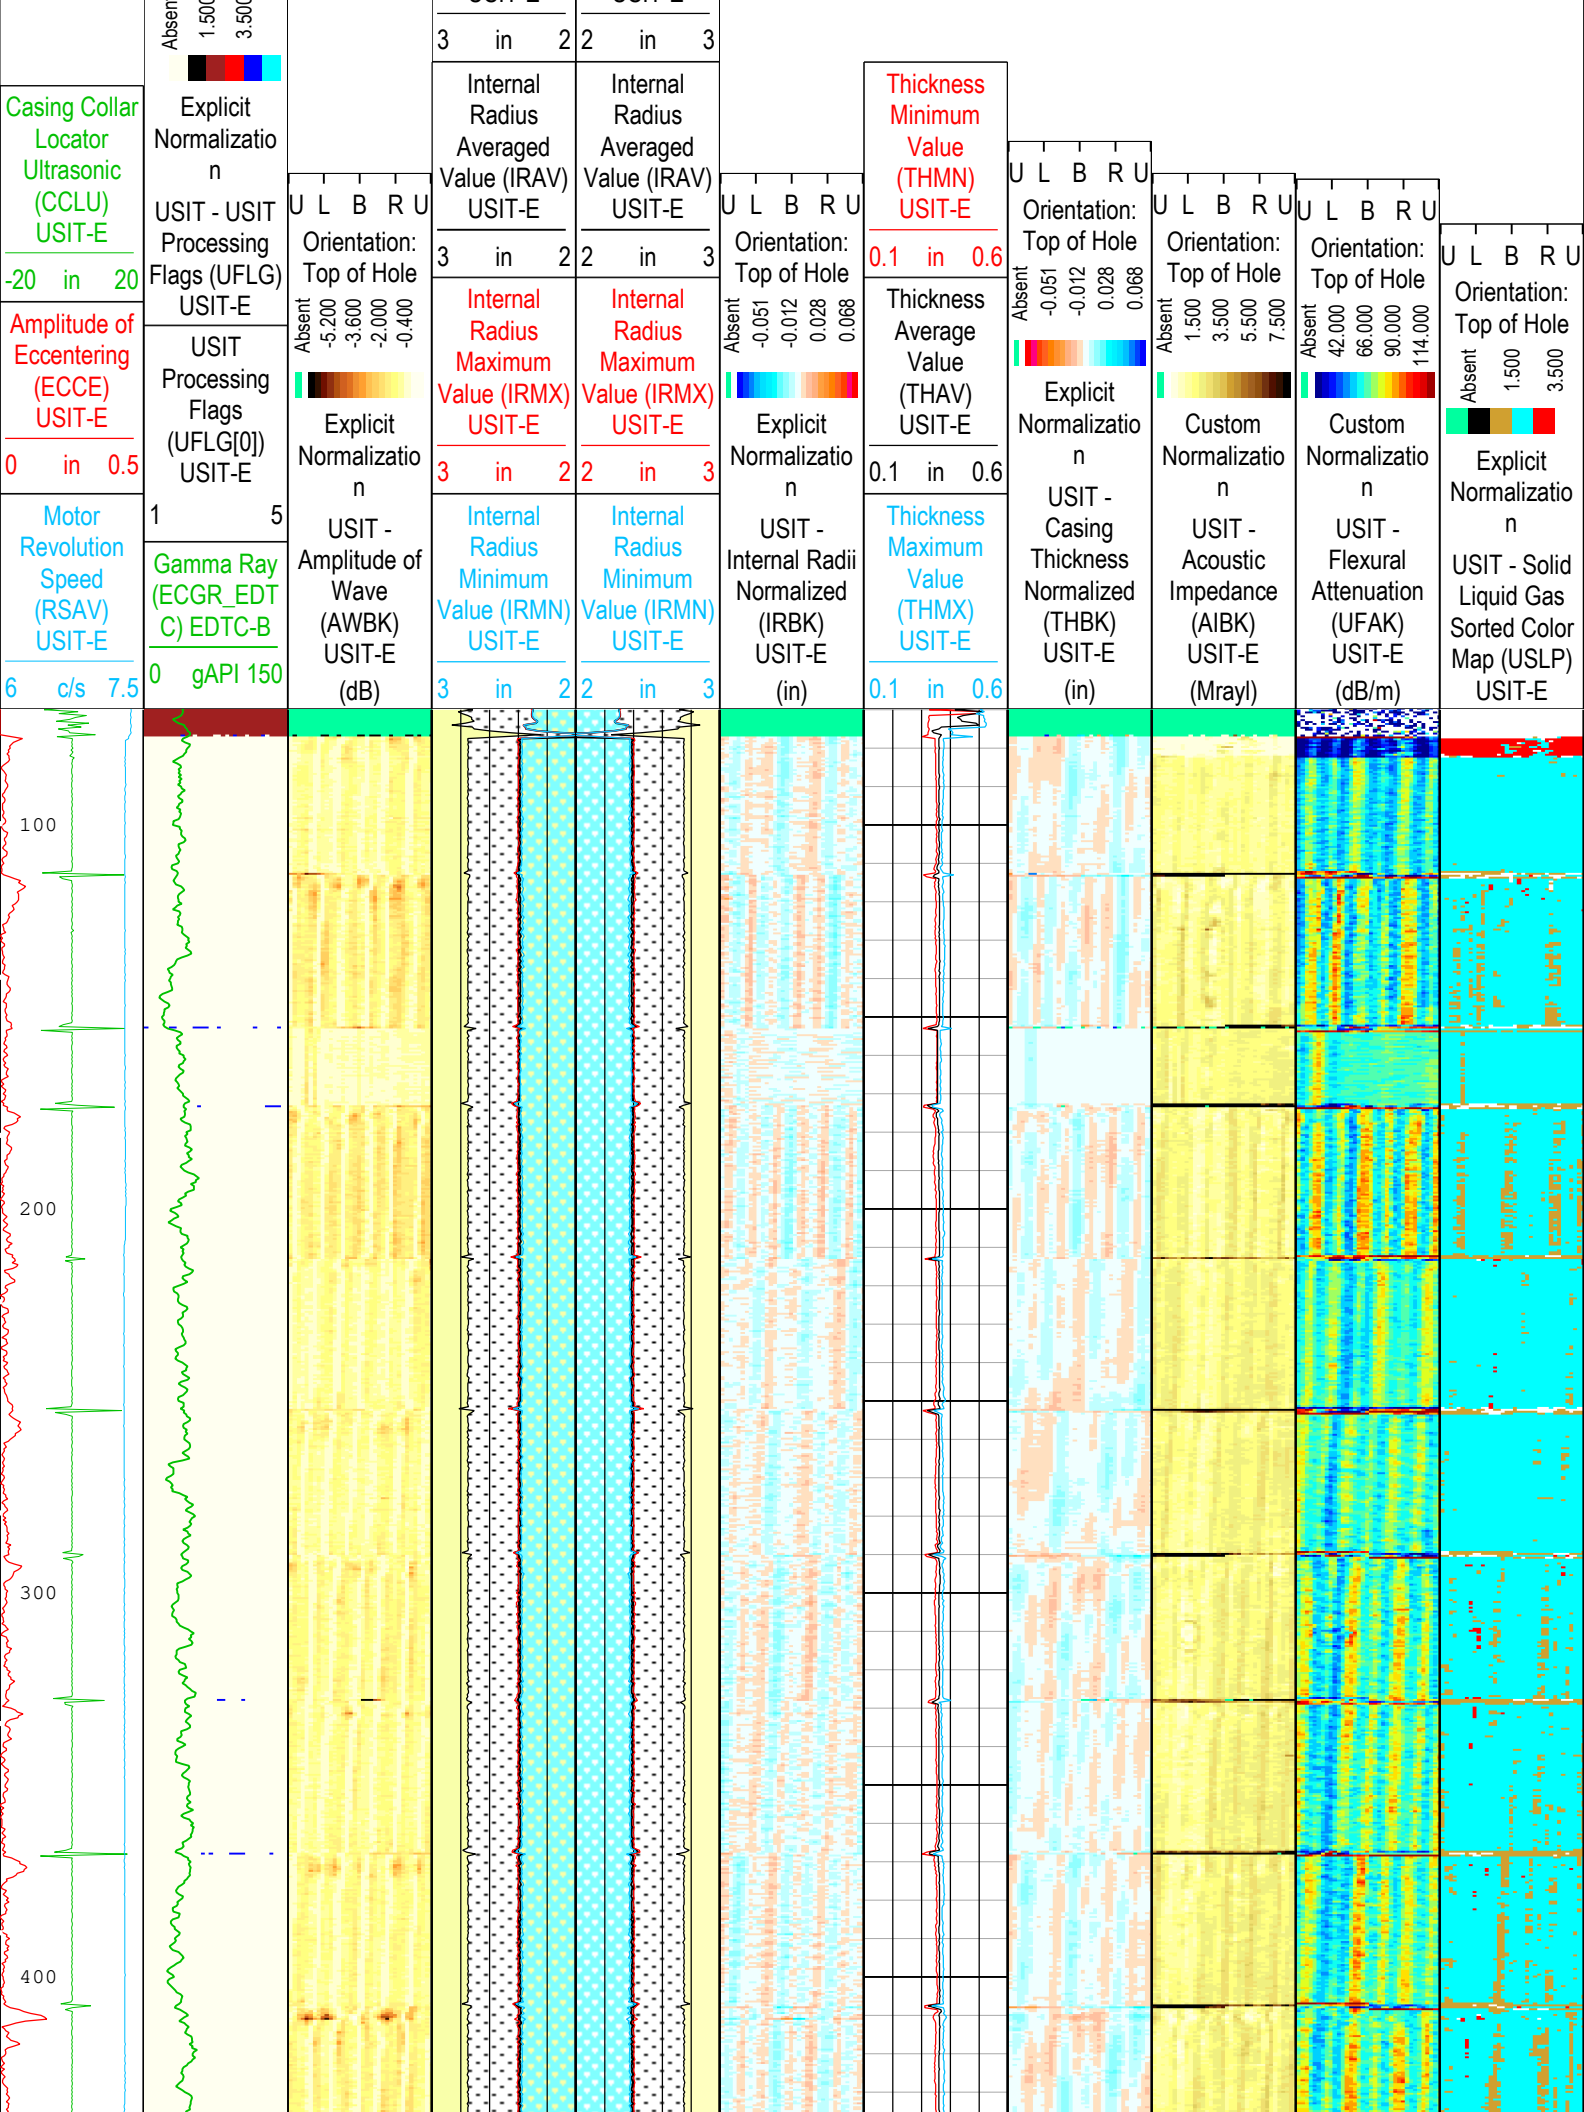 Casing Collar
Locator
Ultrasonic
(CCLU)
USIT-E
-20 in 20
Amplitude of
Eccentering
(ECCE)
USIT-E
0 in 0.5
Motor
Revolution
Speed
(RSAV)
USIT-E
6 c/s 7.5
Absent
1.500
3.500
Explicit
Normalizatio
n
USIT - USIT
Processing
Flags (UFLG)
USIT-E
USIT
Processing
Flags
(UFLG[0])
USIT-E
1 5
Gamma Ray
(ECGR_EDT
C) EDTC-B
0 gAPI 150
U L B R U
Orientation:
Top of Hole
Absent
-5.200
-3.600
-2.000
-0.400
Explicit
Normalizatio
n
USIT -
Amplitude of
Wave
(AWBK)
USIT-E
(dB)
USIT-E
3 in 2
Internal
Radius
Averaged
Value (IRAV)
USIT-E
3 in 2
Internal
Radius
Maximum
Value (IRMX)
USIT-E
3 in 2
Internal
Radius
Minimum
Value (IRMN)
USIT-E
3 in 2
USIT-E
2 in 3
Internal
Radius
Averaged
Value (IRAV)
USIT-E
2 in 3
Internal
Radius
Maximum
Value (IRMX)
USIT-E
2 in 3
Internal
Radius
Minimum
Value (IRMN)
USIT-E
2 in 3
U L B R U
Orientation:
Top of Hole
Absent
-0.051
-0.012
0.028
0.068
Explicit
Normalizatio
n
USIT -
Internal Radii
Normalized
(IRBK)
USIT-E
(in)
Thickness
Minimum
Value
(THMN)
USIT-E
0.1 in 0.6
Thickness
Average
Value
(THAV)
USIT-E
0.1 in 0.6
Thickness
Maximum
Value
(THMX)
USIT-E
0.1 in 0.6
U L B R U
Orientation:
Top of Hole
Absent
-0.051
-0.012
0.028
0.068
Explicit
Normalizatio
n
USIT -
Casing
Thickness
Normalized
(THBK)
USIT-E
(in)
U L B R U
Orientation:
Top of Hole
Absent
1.500
3.500
5.500
7.500
Custom
Normalizatio
n
USIT -
Acoustic
Impedance
(AIBK)
USIT-E
(Mrayl)
U L B R U
Orientation:
Top of Hole
Absent
42.000
66.000
90.000
114.000
Custom
Normalizatio
n
USIT -
Flexural
Attenuation
(UFAK)
USIT-E
(dB/m)
U L B R U
Orientation:
Top of Hole
Absent
1.500
3.500
Explicit
Normalizatio
n
USIT - Solid
Liquid Gas
Sorted Color
Map (USLP)
USIT-E
100
200
300
400